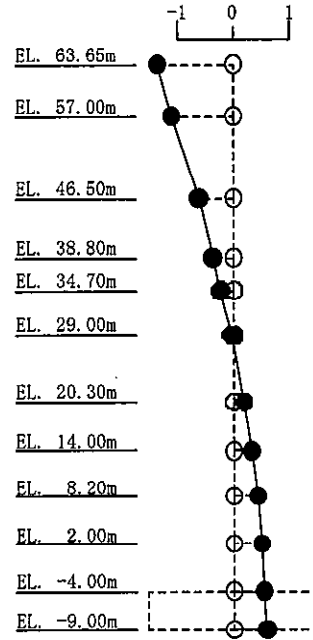 -1 0 1
EL. 63.65m
EL. 57.00m
EL. 46.50m
EL. 38.80m
EL. 34.70m
EL. 29.00m
EL. 20.30m
EL. 14.00m
EL. 8.20m
EL. 2.00m
EL. -4.00m
EL. -9.00m